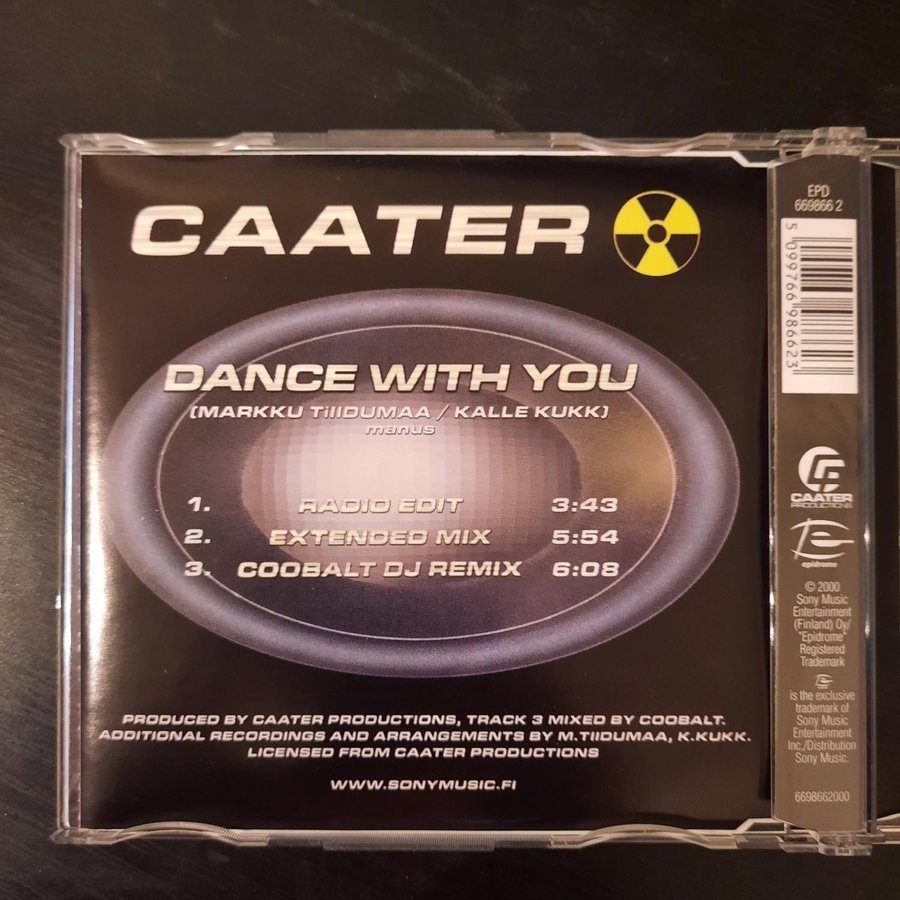 CAATER
DANCE WITH YOU
(MARKKU TiIIDUMAA / KALLE KUKK)
manus
1. RADIO EDIT 3:43
2. EXTENDED MIX 5:54
3. COOBALT DJ REMIX 6:08
PRODUCED BY CAATER PRODUCTIONS, TRACK 3 MIXED BY COOBALT.
ADDITIONAL RECORDINGS AND ARRANGEMENTS BY M.TIIDUMAA, K.KUKK.
LICENSED FROM CAATER PRODUCTIONS
WWW.SONYMUSIC.FI
EPD
669866 2
5 099766 986623
CAATER
PRODUCTIONS
epidrome
© 2000
Sony Music
Entertainment
(Finland) Oy/
"Epidrome"
Registered
Trademark
is the exclusive
trademark of
Sony Music
Entertainment
Inc./Distribution
Sony Music.
6698662000